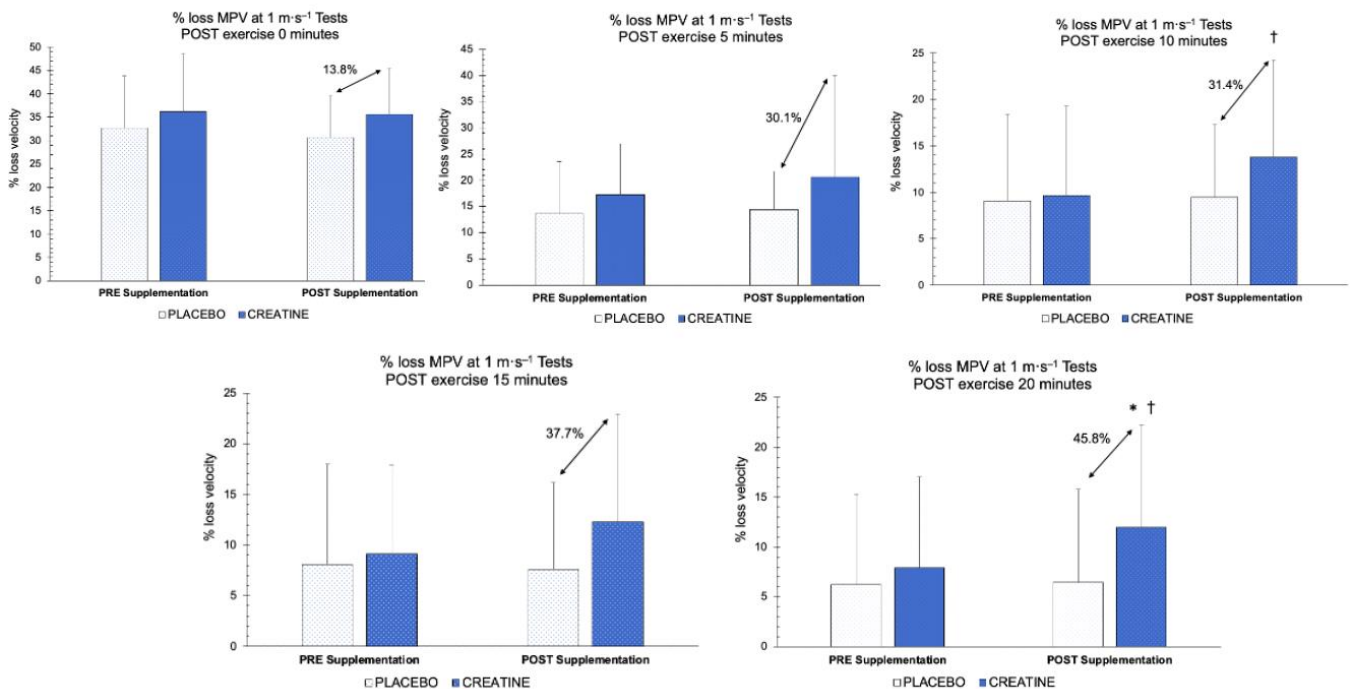 % loss MPV at 1 m·s⁻¹ Tests
POST exercise 0 minutes
% loss velocity
50
45
40
35
30
25
20
15
10
5
0
13.8%
PRE Supplementation
POST Supplementation
PLACEBO CREATINE
% loss MPV at 1 m·s⁻¹ Tests
POST exercise 5 minutes
% loss velocity
45
40
35
30
25
20
15
10
5
0
30.1%
PRE Supplementation
POST Supplementation
PLACEBO CREATINE
% loss MPV at 1 m·s⁻¹ Tests
POST exercise 10 minutes
% loss velocity
25
20
15
10
5
0
†
31.4%
PRE Supplementation
POST Supplementation
PLACEBO CREATINE
% loss MPV at 1 m·s⁻¹ Tests
POST exercise 15 minutes
% loss velocity
25
20
15
10
5
0
37.7%
PRE Supplementation
POST Supplementation
PLACEBO CREATINE
% loss MPV at 1 m·s⁻¹ Tests
POST exercise 20 minutes
% loss velocity
25
20
15
10
5
0
* †
45.8%
PRE Supplementation
POST Supplementation
PLACEBO CREATINE